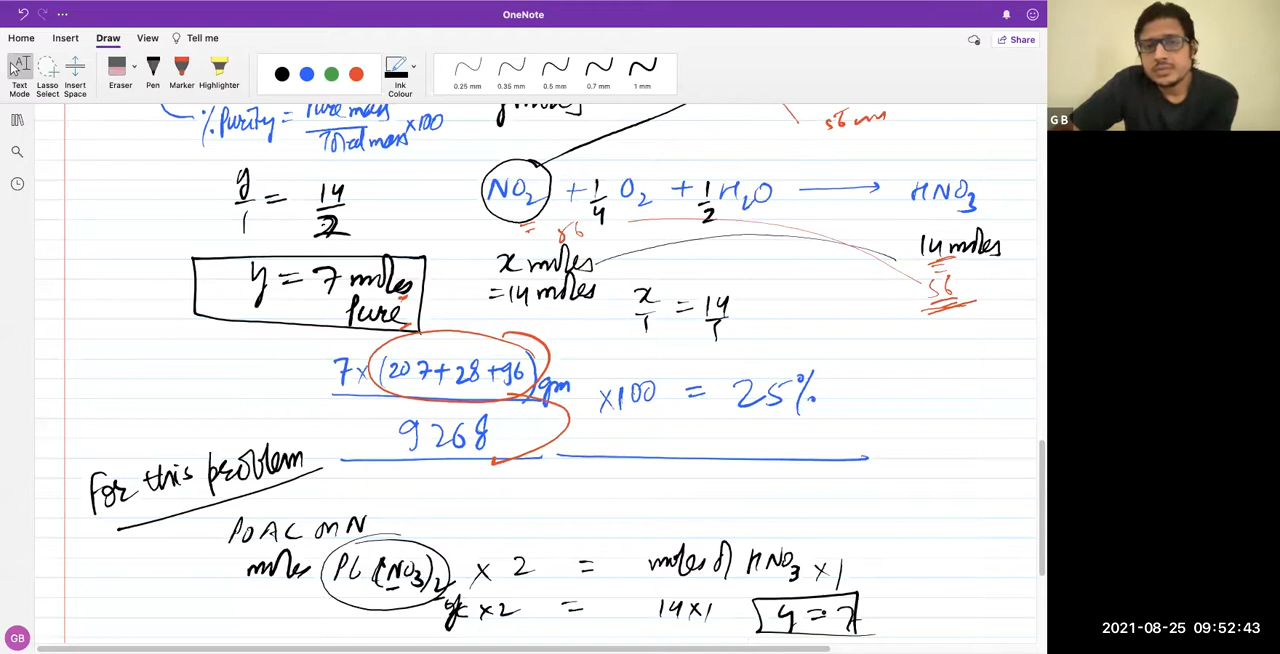 OneNote
Home Insert Draw View Tell me
Share
Text Mode
Lasso Select
Insert Space
Eraser
Pen
Marker
Highlighter
Ink Colour
0.25 mm 0.35 mm 0.5 mm 0.7 mm 1 mm
% Purity = Pure mass / Total mass × 100
y moles
y/1 = 14/2
NO2 + 1/4 O2 + 1/2 H2O → HNO3
y = 7 moles Pure
x moles
= 14 moles
14 moles
56
x/1 = 14/1
7 × (207 + 28 + 96) gm / 9268 × 100 = 25%
For this problem
POAC on N
moles Pb(NO3)2 × 2 = moles of HNO3 × 1
y × 2 = 14 × 1 y = 7
GB
GB
2021-08-25 09:52:43